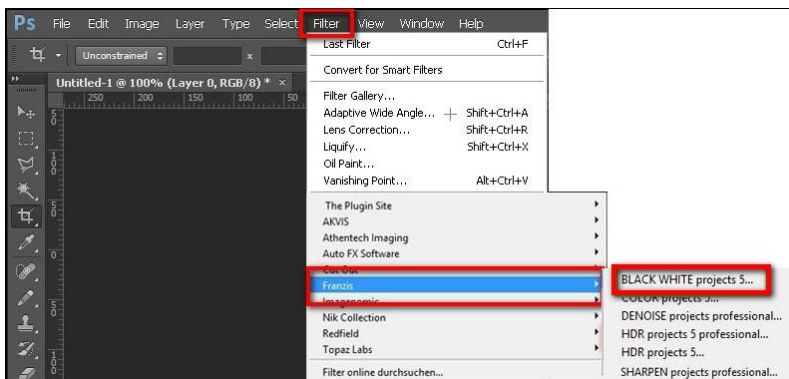 Ps File Edit Image Layer Type Select Filter View Window Help
Unconstrained x
Untitled-1 @ 100% (Layer 0, RGB/8) * ×
250 200 150 100 50
Last Filter Ctrl+F
Convert for Smart Filters
Filter Gallery...
Adaptive Wide Angle... Shift+Ctrl+A
Lens Correction... Shift+Ctrl+R
Liquify... Shift+Ctrl+X
Oil Paint...
Vanishing Point... Alt+Ctrl+V
The Plugin Site
AKVIS
Athentech Imaging
Auto FX Software
Cut Out
Franzis
Imagenomic
Nik Collection
Redfield
Topaz Labs
Filter online durchsuchen...
BLACK WHITE projects 5...
COLOR projects 5...
DENOISE projects professional...
HDR projects 5 professional...
HDR projects 5...
SHARPEN projects professional...